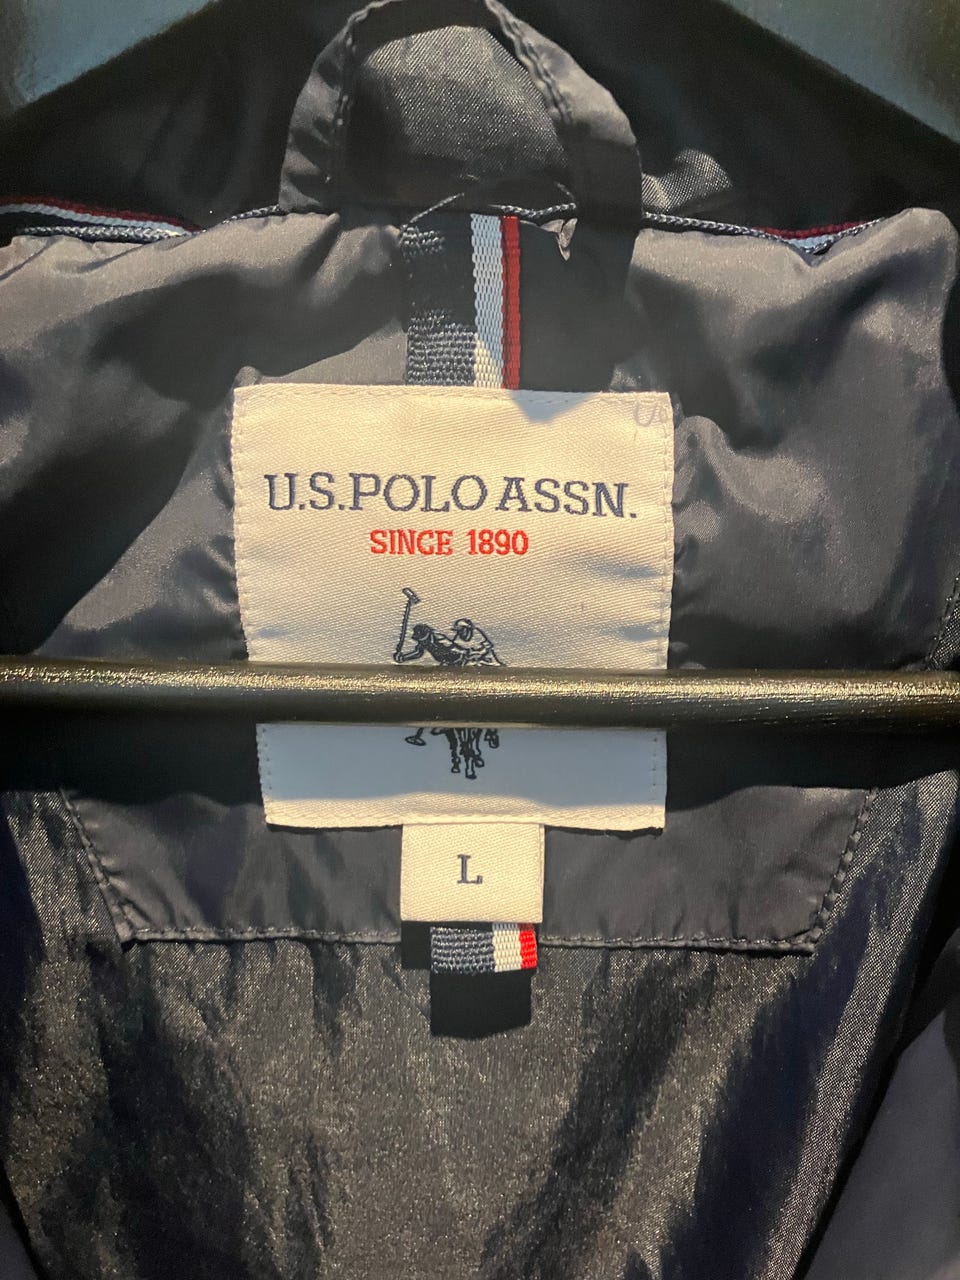 U.S. POLO ASSN.
SINCE 1890
L